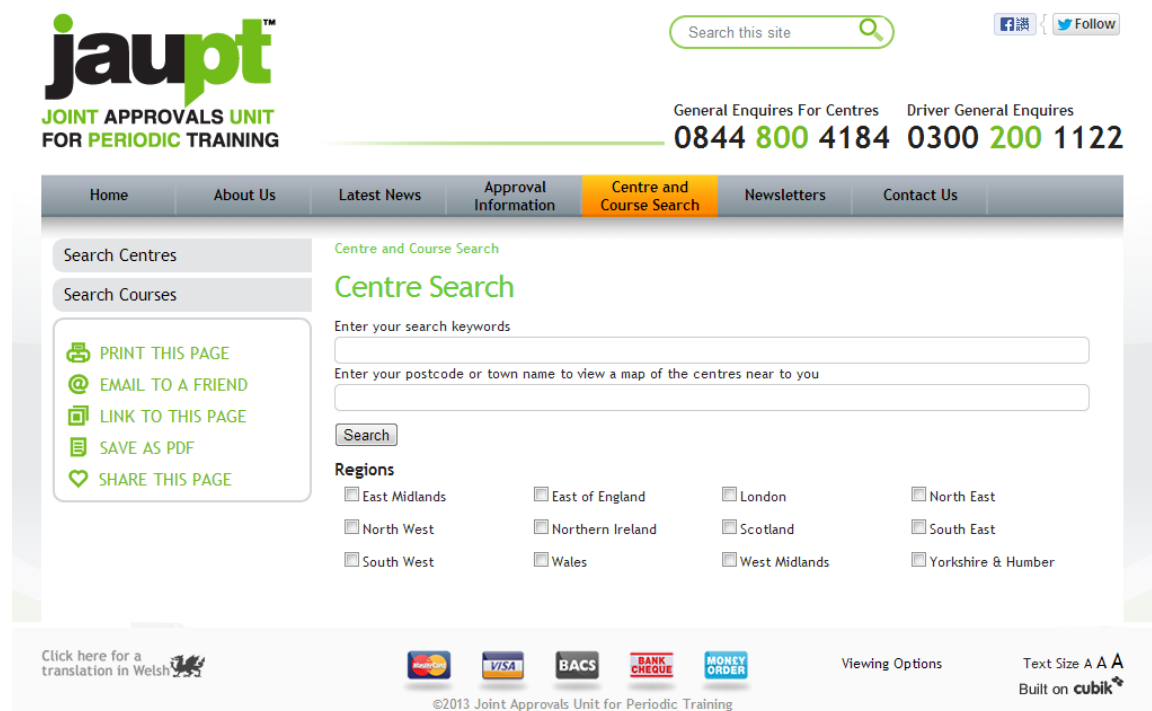 jaupt™
JOINT APPROVALS UNIT
FOR PERIODIC TRAINING
Search this site
讚
Follow
General Enquires For Centres
0844 800 4184
Driver General Enquires
0300 200 1122
Home
About Us
Latest News
Approval
Information
Centre and
Course Search
Newsletters
Contact Us
Search Centres
Search Courses
PRINT THIS PAGE
EMAIL TO A FRIEND
LINK TO THIS PAGE
SAVE AS PDF
SHARE THIS PAGE
Centre and Course Search
Centre Search
Enter your search keywords
Enter your postcode or town name to view a map of the centres near to you
Search
Regions
East Midlands
East of England
London
North East
North West
Northern Ireland
Scotland
South East
South West
Wales
West Midlands
Yorkshire & Humber
Click here for a
translation in Welsh
MasterCard
VISA
BACS
BANK
CHEQUE
MONEY
ORDER
Viewing Options
Text Size A A A
Built on cubik
©2013 Joint Approvals Unit for Periodic Training